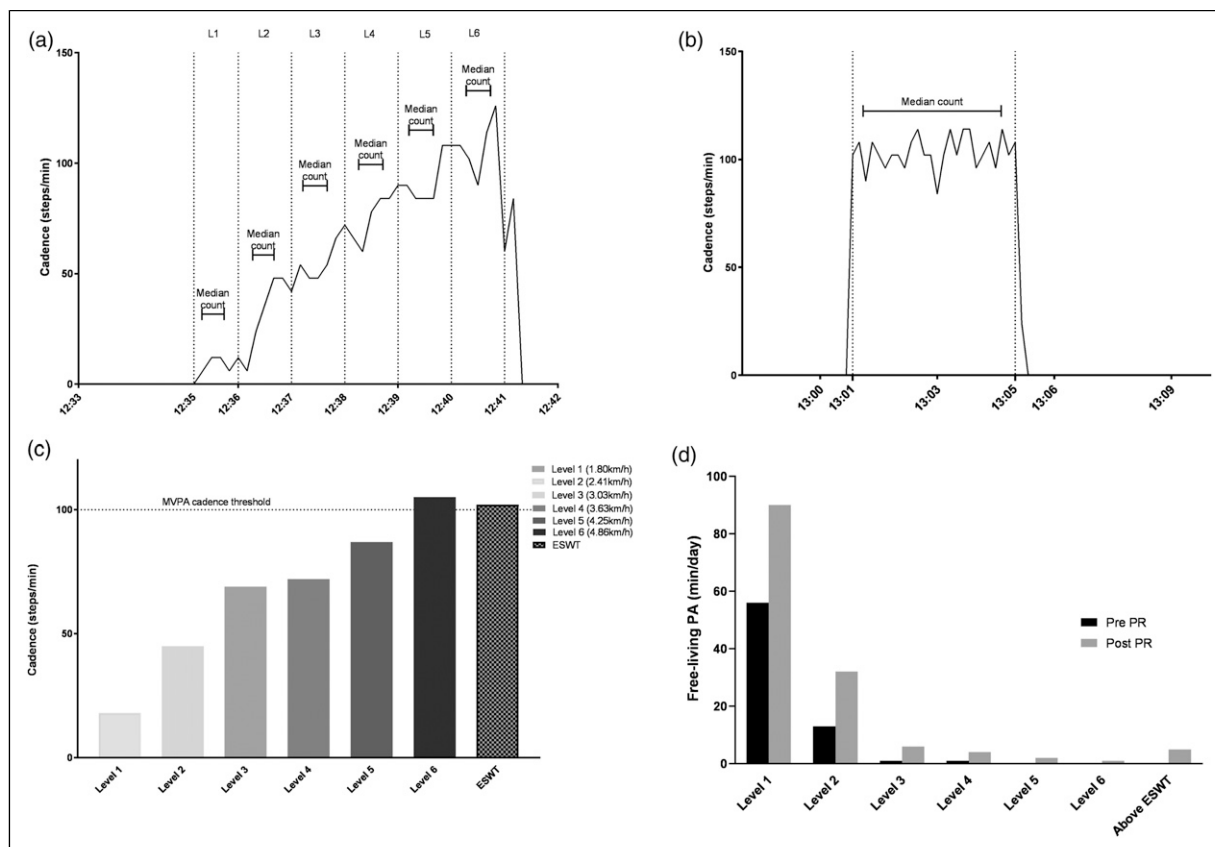 (a)
L1 L2 L3 L4 L5 L6
150
100
50
0
Cadence (steps/min)
Median
count
Median
count
Median
count
Median
count
Median
count
Median
count
12:33 12:35 12:36 12:37 12:38 12:39 12:40 12:41 12:42
(b)
150
100
50
0
Cadence (steps/min)
Median count
13:00 13:01 13:03 13:05 13:06 13:09
(c)
100
50
0
Cadence (steps/min)
MVPA cadence threshold
Level 1 (1.80km/h)
Level 2 (2.41km/h)
Level 3 (3.03km/h)
Level 4 (3.63km/h)
Level 5 (4.25km/h)
Level 6 (4.86km/h)
ESWT
Level 1 Level 2 Level 3 Level 4 Level 5 Level 6 ESWT
(d)
100
80
60
40
20
0
Free-living PA (min/day)
Pre PR
Post PR
Level 1 Level 2 Level 3 Level 4 Level 5 Level 6 Above ESWT